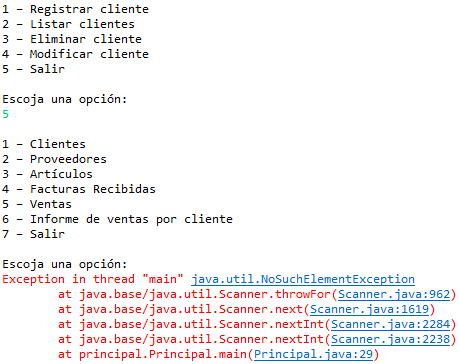 1 – Registrar cliente
2 – Listar clientes
3 – Eliminar cliente
4 – Modificar cliente
5 – Salir
Escoja una opción:
5
1 – Clientes
2 – Proveedores
3 – Artículos
4 – Facturas Recibidas
5 – Ventas
6 – Informe de ventas por cliente
7 – Salir
Escoja una opción:
Exception in thread "main" java.util.NoSuchElementException
at java.base/java.util.Scanner.throwFor(Scanner.java:962)
at java.base/java.util.Scanner.next(Scanner.java:1619)
at java.base/java.util.Scanner.nextInt(Scanner.java:2284)
at java.base/java.util.Scanner.nextInt(Scanner.java:2238)
at principal.Principal.main(Principal.java:29)